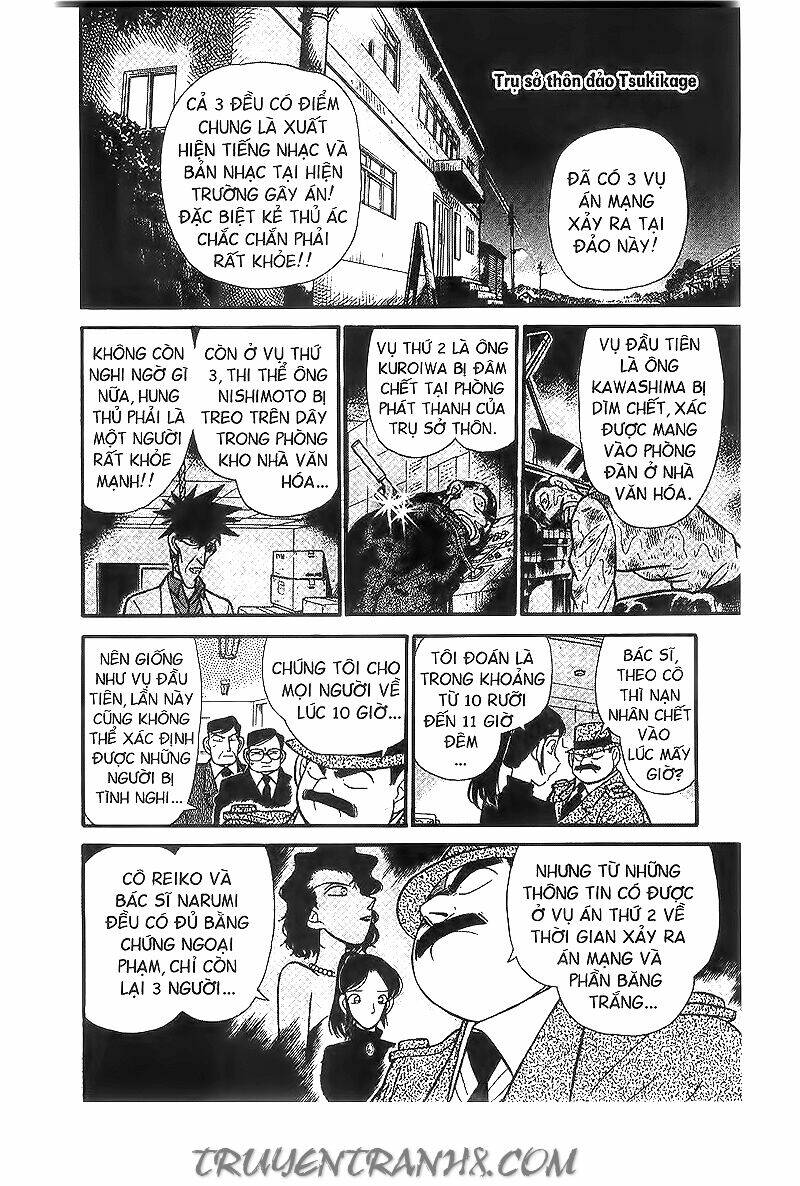 Trụ sở thôn đảo Tsukikage
ĐÃ CÓ 3 VỤ
ÁN MẠNG
XẢY RA TẠI
ĐẢO NÀY!
CẢ 3 ĐỀU CÓ ĐIỂM
CHUNG LÀ XUẤT
HIỆN TIẾNG NHẠC VÀ
BẢN NHẠC TẠI HIỆN
TRƯỜNG GÂY ÁN!
ĐẶC BIỆT KẺ THỦ ÁC
CHẮC CHẮN PHẢI
RẤT KHỎE!!
VỤ ĐẦU TIÊN
LÀ ÔNG
KAWASHIMA BỊ
DÌM CHẾT, XÁC
ĐƯỢC MANG
VÀO PHÒNG
ĐÀN Ở NHÀ
VĂN HÓA.
VỤ THỨ 2 LÀ ÔNG
KUROIWA BỊ ĐÂM
CHẾT TẠI PHÒNG
PHÁT THANH CỦA
TRỤ SỞ THÔN.
CÒN Ở VỤ THỨ
3, THI THỂ ÔNG
NISHIMOTO BỊ
TREO TRÊN DÂY
TRONG PHÒNG
KHO NHÀ VĂN
HÓA...
KHÔNG CÒN
NGHI NGỜ GÌ
NỮA, HUNG
THỦ PHẢI LÀ
MỘT NGƯỜI
RẤT KHỎE
MẠNH!!
BÁC SĨ,
THEO CÔ
THÌ NẠN
NHÂN CHẾT
VÀO
LÚC MẤY
GIỜ?
TÔI ĐOÁN LÀ
TRONG KHOẢNG
TỪ 10 RƯỠI
ĐẾN 11 GIỜ
ĐÊM
...
CHÚNG TÔI CHO
MỌI NGƯỜI VỀ
LÚC 10 GIỜ...
NÊN GIỐNG
NHƯ VỤ ĐẦU
TIÊN, LẦN NÀY
CŨNG KHÔNG
THỂ XÁC ĐỊNH
ĐƯỢC NHỮNG
NGƯỜI BỊ
TÌNH NGHI...
NHƯNG TỪ NHỮNG
THÔNG TIN CÓ ĐƯỢC
Ở VỤ ÁN THỨ 2 VỀ
THỜI GIAN XẢY RA
ÁN MẠNG VÀ
PHẦN BĂNG
TRẮNG...
CÔ REIKO VÀ
BÁC SĨ NARUMI
ĐỀU CÓ ĐỦ BẰNG
CHỨNG NGOẠI
PHẠM, CHỈ CÒN
LẠI 3 NGƯỜI...
TRUYENTRANH8.COM